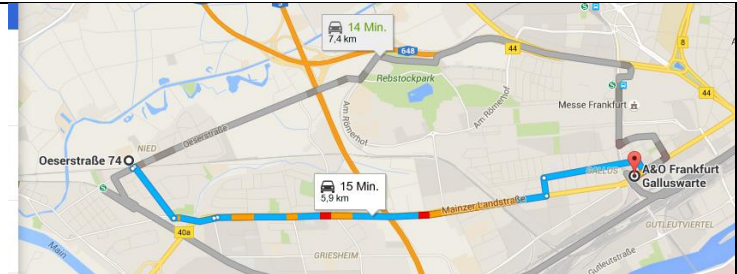 14 Min.
7,4 km
648
44
8
Rebstockpark
44
Messe Frankfurt
Am Römerhof
Am Römerhof
Oeserstraße
NIED
Oeserstraße 74
GALLUS
A&O Frankfurt
Galluswarte
15 Min.
5,9 km
Mainzer Landstraße
40a
GRIESHEIM
GUTLEUTVIERTEL
Gutleutstraße
Main